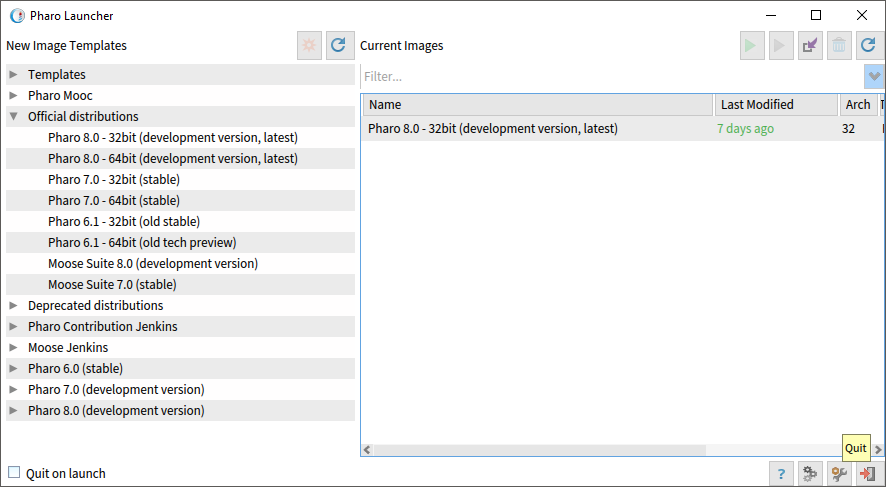 Pharo Launcher
New Image Templates
Templates
Pharo Mooc
Official distributions
Pharo 8.0 - 32bit (development version, latest)
Pharo 8.0 - 64bit (development version, latest)
Pharo 7.0 - 32bit (stable)
Pharo 7.0 - 64bit (stable)
Pharo 6.1 - 32bit (old stable)
Pharo 6.1 - 64bit (old tech preview)
Moose Suite 8.0 (development version)
Moose Suite 7.0 (stable)
Deprecated distributions
Pharo Contribution Jenkins
Moose Jenkins
Pharo 6.0 (stable)
Pharo 7.0 (development version)
Pharo 8.0 (development version)
Current Images
Filter...
Name Last Modified Arch
Pharo 8.0 - 32bit (development version, latest) 7 days ago 32
Quit
Quit on launch
?